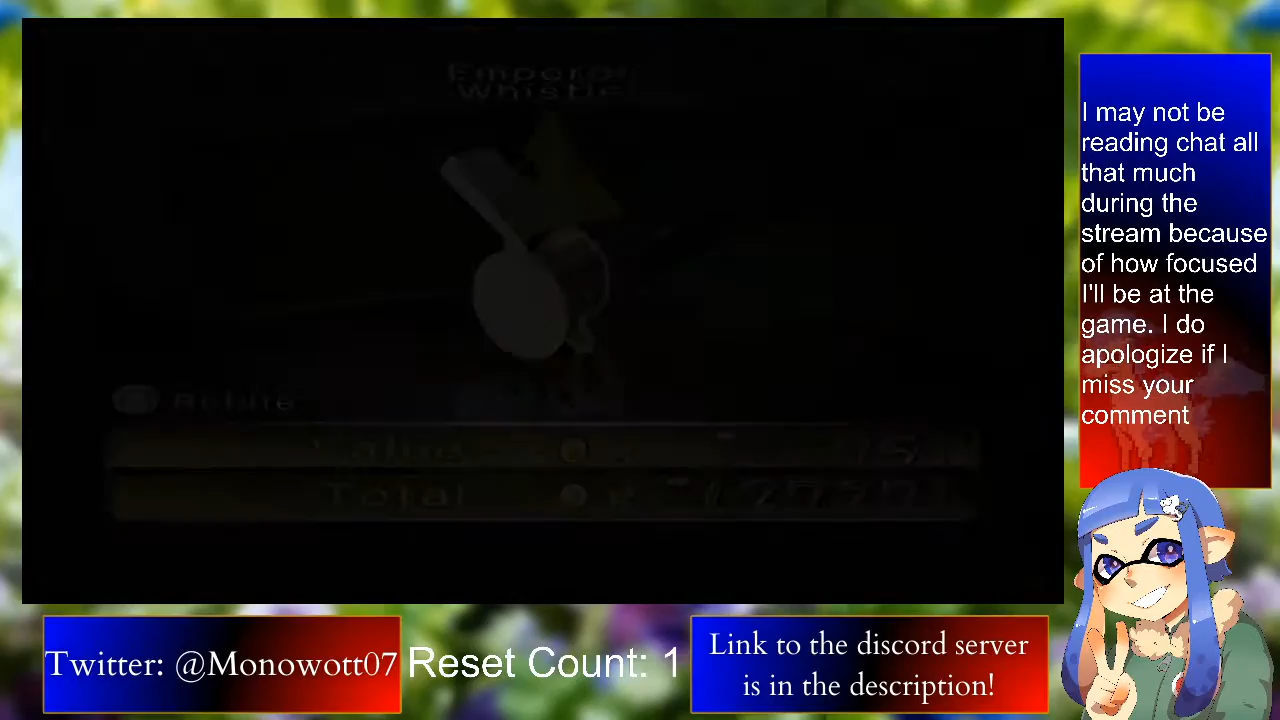 Emperor
Whistle
Value
Total
I may not be
reading chat all
that much
during the
stream because
of how focused
I'll be at the
game. I do
apologize if I
miss your
comment
Twitter: @Monowott07
Reset Count: 1
Link to the discord server
is in the description!